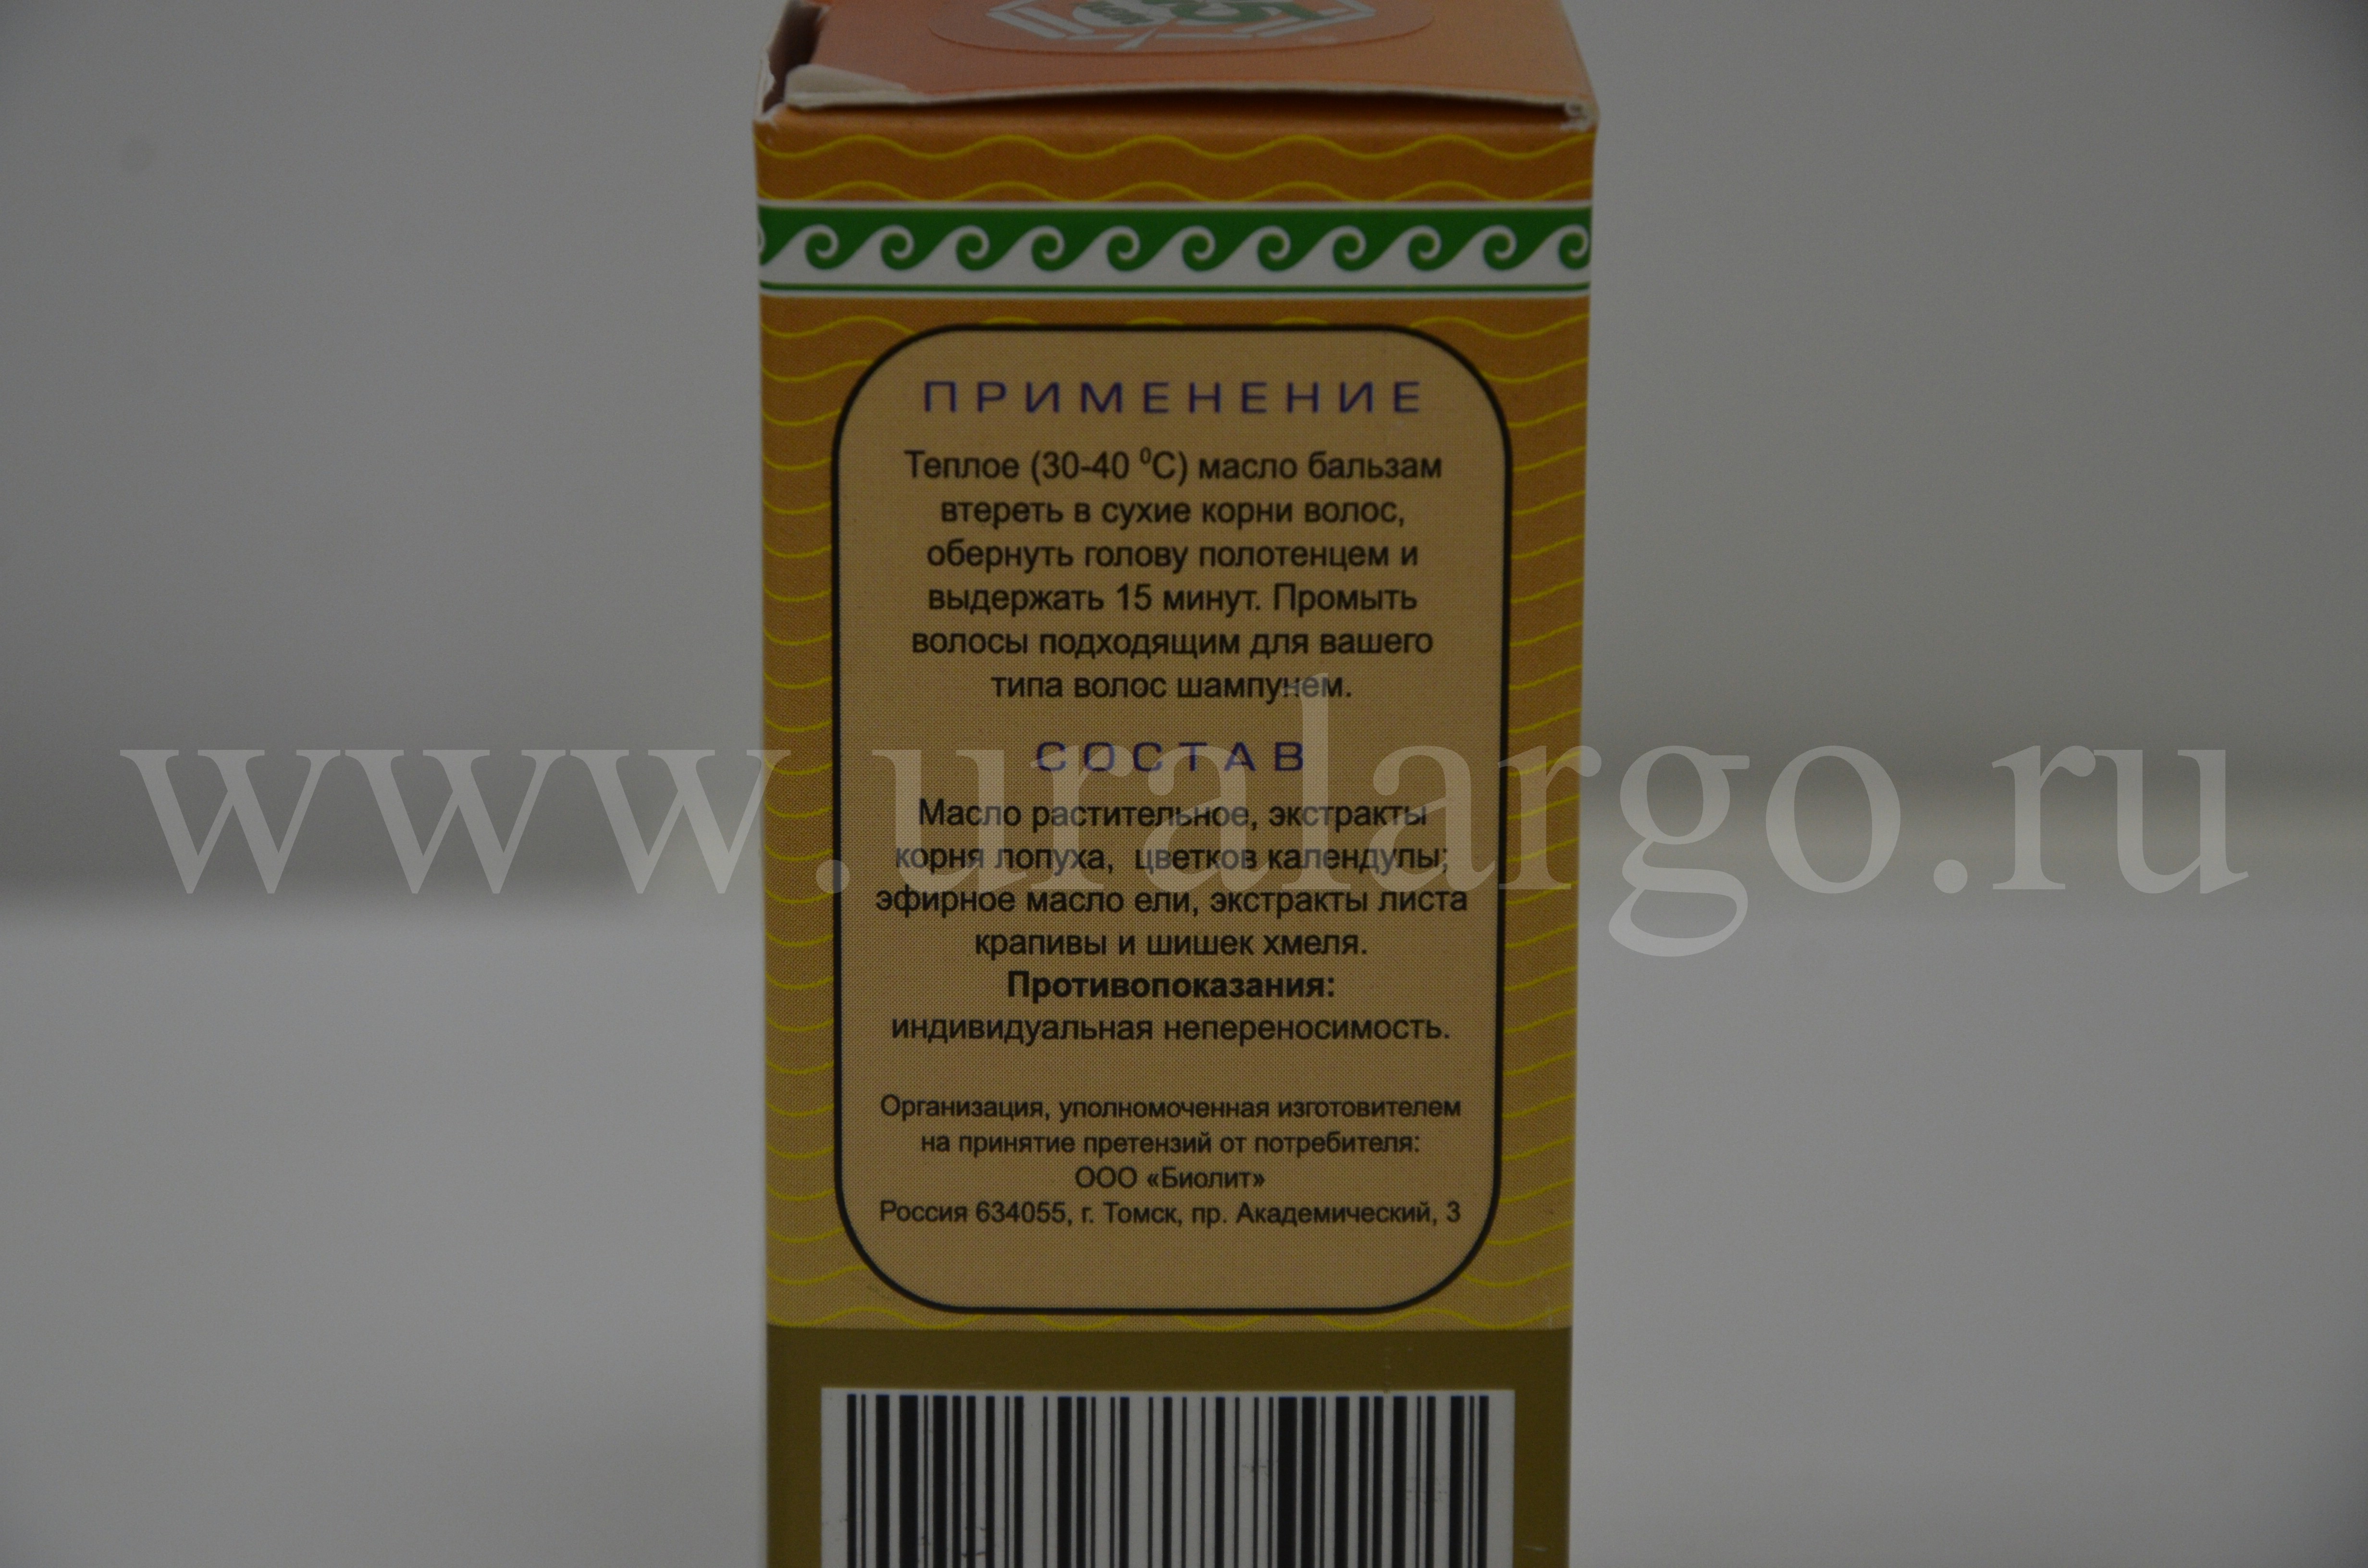 ПРИМЕНЕНИЕ
Теплое (30-40 ⁰С) масло бальзам
втереть в сухие корни волос,
обернуть голову полотенцем и
выдержать 15 минут. Промыть
волосы подходящим для вашего
типа волос шампунем.
СОСТАВ
www.uralargo.ru
Масло растительное, экстракты
корня лопуха, цветков календулы;
эфирное масло ели, экстракты листа
крапивы и шишек хмеля.
Противопоказания:
индивидуальная непереносимость.
Организация, уполномоченная изготовителем
на принятие претензий от потребителя:
ООО «Биолит»
Россия 634055, г. Томск, пр. Академический, 3